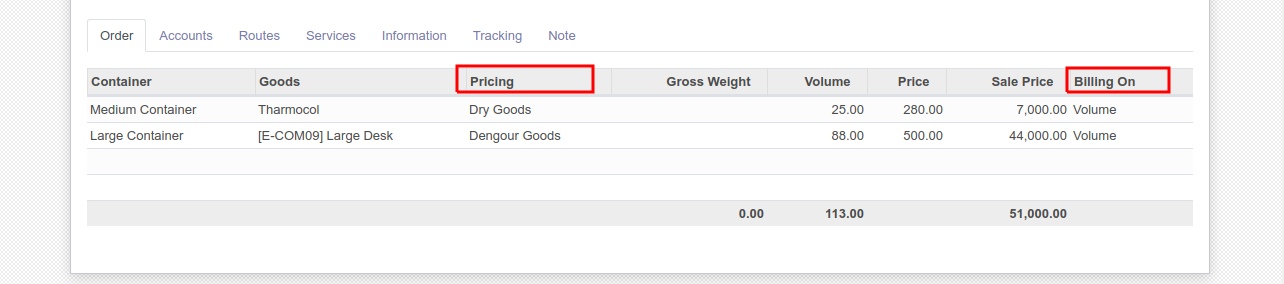 Order Accounts Routes Services Information Tracking Note
Container Goods Pricing Gross Weight Volume Price Sale Price Billing On
Medium Container Tharmocol Dry Goods 25.00 280.00 7,000.00 Volume
Large Container [E-COM09] Large Desk Dengour Goods 88.00 500.00 44,000.00 Volume
0.00 113.00 51,000.00